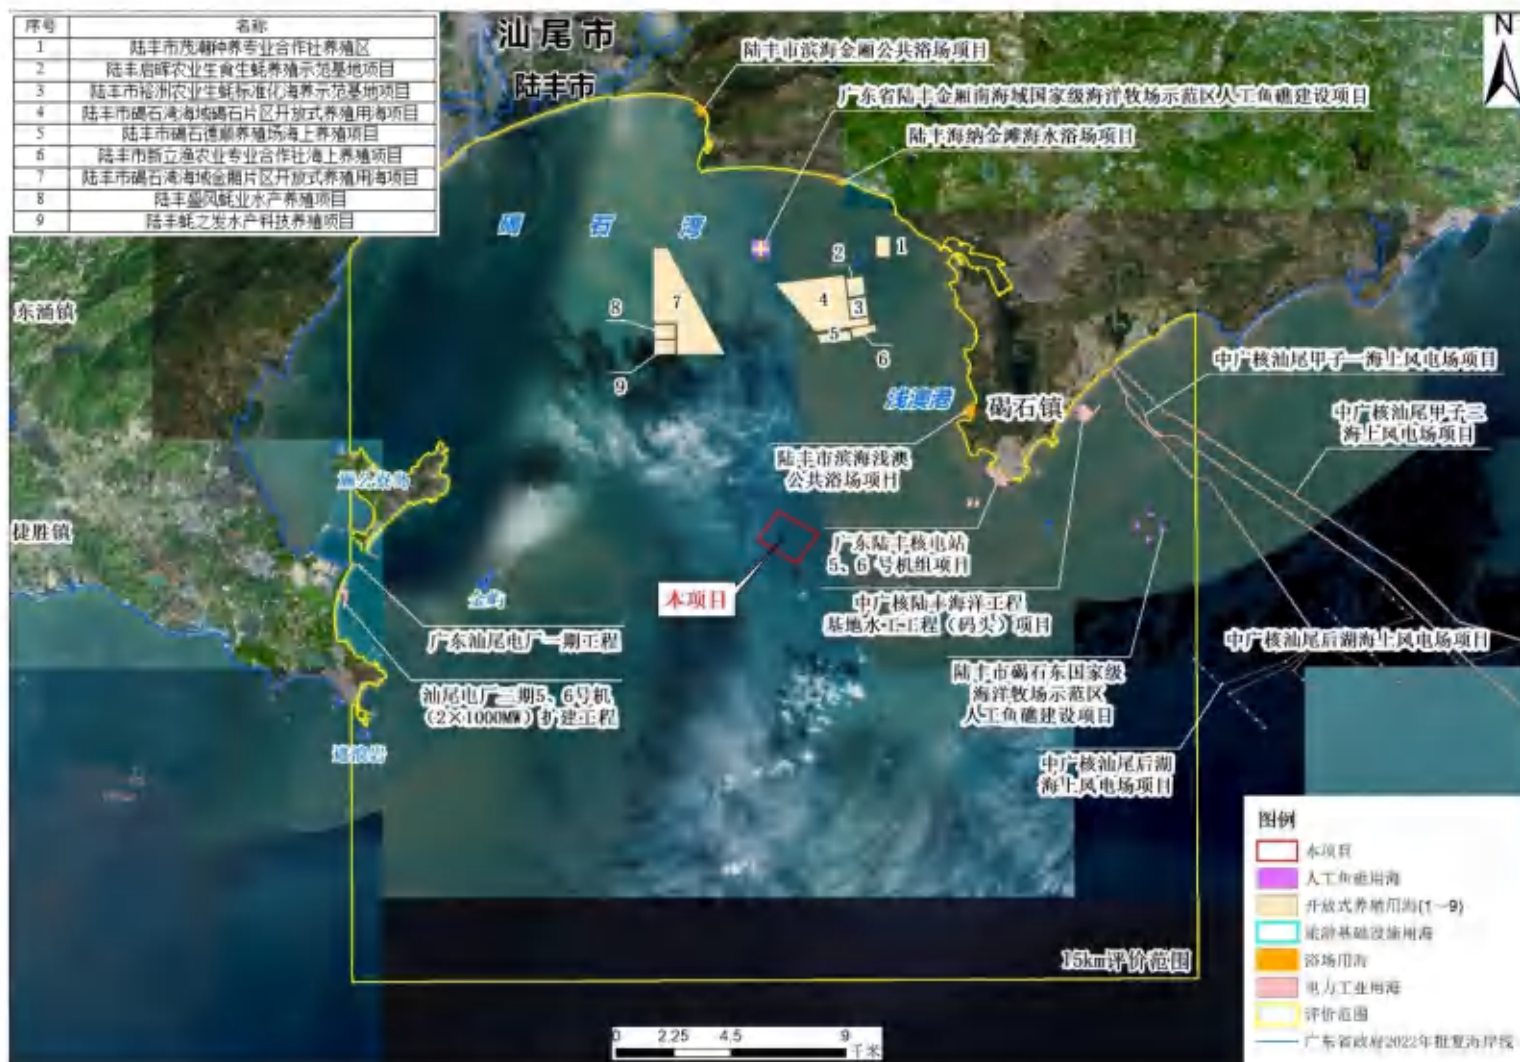 序号 名称
1 陆丰市茂潮种养专业合作社养殖区
2 陆丰启晖农业生食生蚝养殖示范基地项目
3 陆丰市裕洲农业生蚝标准化海养示范基地项目
4 陆丰市碣石湾海域碣石片区开放式养殖用海项目
5 陆丰市碣石德顺养殖场海上养殖项目
6 陆丰市新立渔农业专业合作社海上养殖项目
7 陆丰市碣石湾海域金厢片区开放式养殖用海项目
8 陆丰盛风蚝业水产养殖项目
9 陆丰蚝之发水产科技养殖项目
汕尾市
陆丰市
N
陆丰市滨海金厢公共浴场项目
广东省陆丰金厢南海域国家级海洋牧场示范区人工鱼礁建设项目
陆丰海纳金滩海水浴场项目
碣石湾
1
2
3
4
5
6
7
8
9
东涌镇
捷胜镇
浅澳港
碣石镇
中广核汕尾甲子一海上风电场项目
中广核汕尾甲子三
海上风电场项目
陆丰市滨海浅澳
公共浴场项目
广东陆丰核电站
5、6号机组项目
本项目
中广核陆丰海洋工程
基地水工工程（码头）项目
广东汕尾电厂一期工程
中广核汕尾后湖海上风电场项目
陆丰市碣石东国家级
海洋牧场示范区
人工鱼礁建设项目
汕尾电厂二期5、6号机
（2×1000MW）扩建工程
遮浪岩
中广核汕尾后湖
海上风电场项目
15km评价范围
图例
本项目
人工鱼礁用海
开放式养殖用海(1－9)
旅游基础设施用海
浴场用海
电力工业用海
评价范围
广东省政府2022年批复海岸线
0 2.25 4.5 9
千米